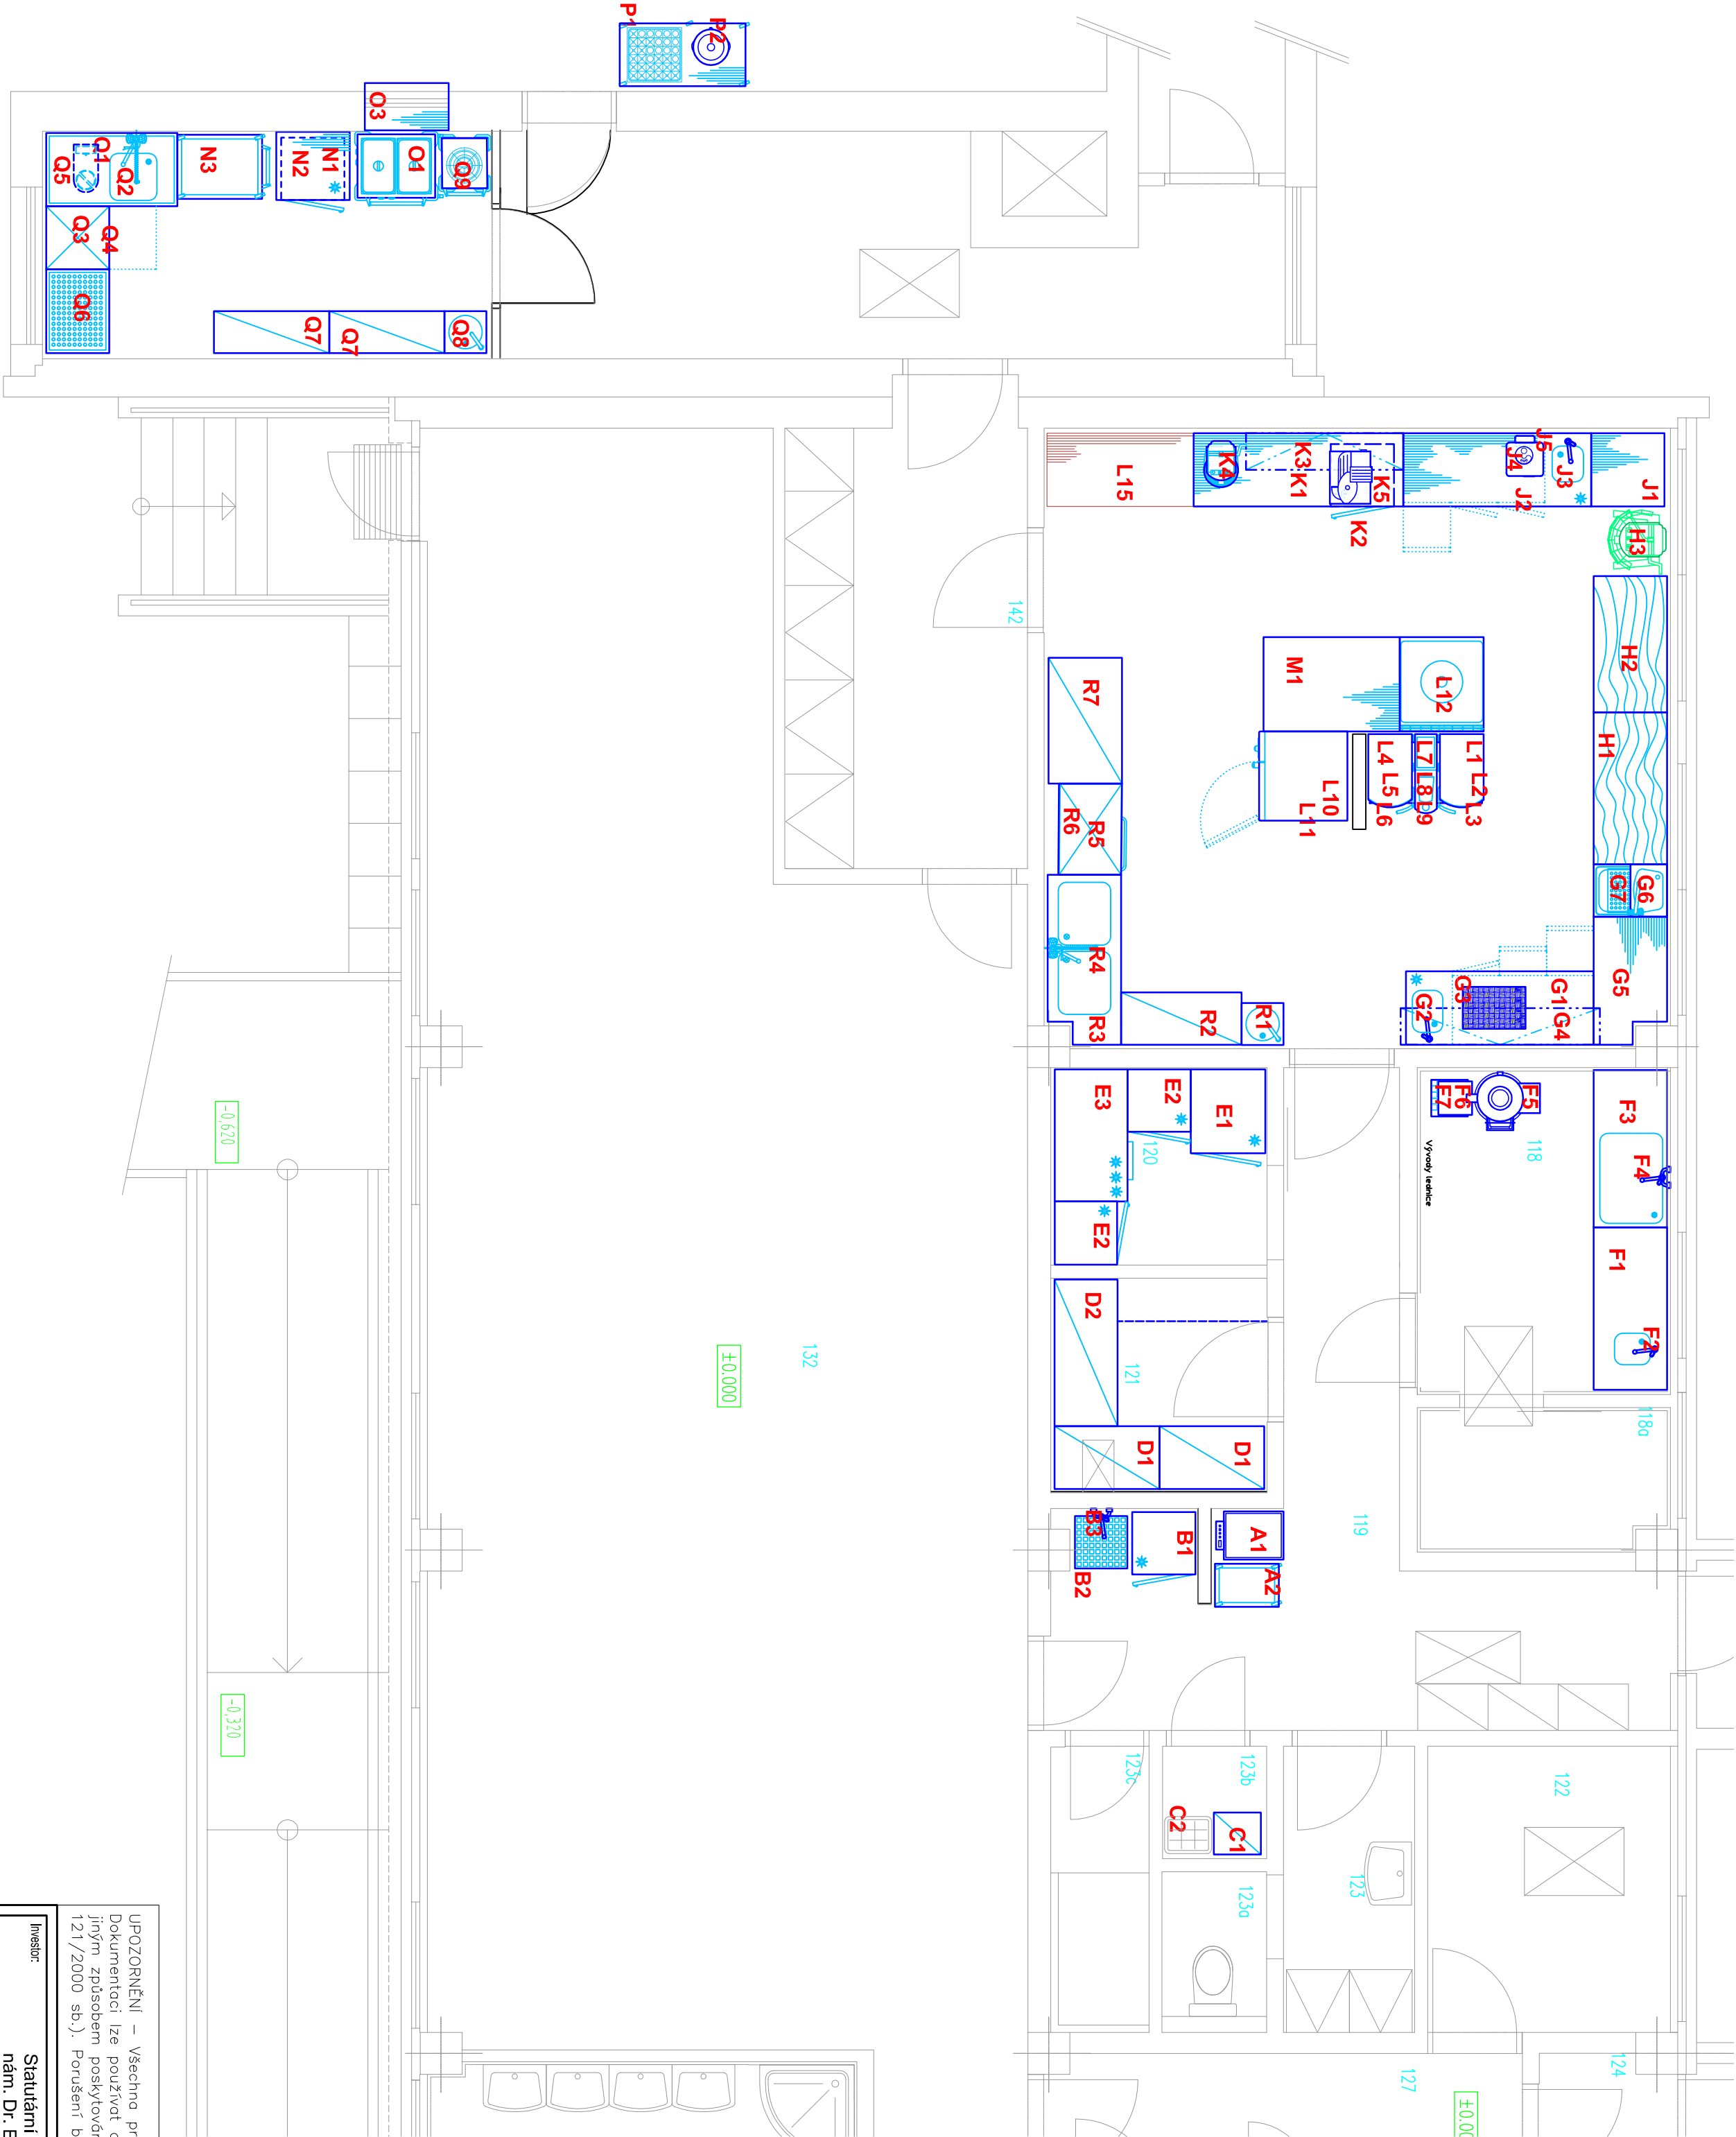 P1
P2
O3
Q1
Q5
Q2
N3
N2
N1
O1
Q9
Q3
Q4
Q6
Q7
Q7
Q8
L15
K4
K3
K1
K5
K2
J5
J4
J3
J2
J1
H3
142
H2
M1
L12
R7
H1
L4
L5
L6
L7
L8
L9
L1
L2
L3
L10
L11
R6
R5
G7
G6
R4
G5
R3
R2
R1
G2
G3
G1
G4
E3
E2
E1
F7
F6
F5
F3
118
120
Vývody lednice
F4
-0,620
E2
F1
D2
F2
132
±0.000
121
118a
D1
D1
119
B3
B1
A1
B2
A2
-0,320
123c
123b
122
C2
C1
123
123a
127
124
UPOZORNĚNÍ – Všechna
Dokumentaci lze používat
jiným způsobem
121/2000 sb.). Porušení
Investor:
Statutární
nám. Dr.